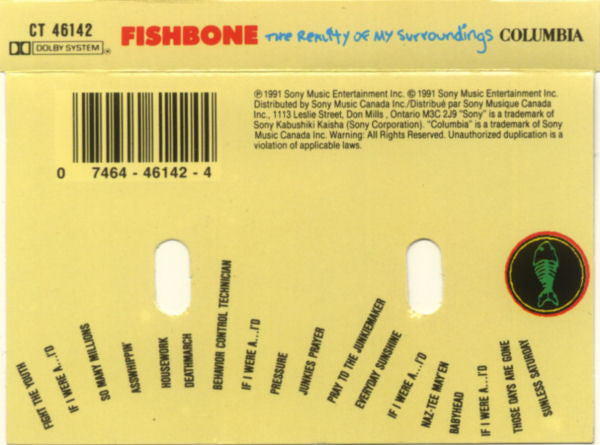 CT 46142
DOLBY SYSTEM®
FISHBONE
THE REALITY OF MY SURROUNDINGS
COLUMBIA
℗ 1991 Sony Music Entertainment Inc. © 1991 Sony Music Entertainment Inc.
Distributed by Sony Music Canada Inc./Distribué par Sony Musique Canada
Inc., 1113 Leslie Street, Don Mills , Ontario M3C 2J9 "Sony" is a trademark of
Sony Kabushiki Kaisha (Sony Corporation). "Columbia" is a trademark of Sony
Music Canada Inc. Warning: All Rights Reserved. Unauthorized duplication is a
violation of applicable laws.
0 7464 - 46142 - 4
FIGHT THE YOUTH
IF I WERE A...I'D
SO MANY MILLIONS
ASSWHIPPIN'
HOUSEWORK
DEATHMARCH
BEHAVIOR CONTROL TECHNICIAN
IF I WERE A...I'D
PRESSURE
JUNKIES PRAYER
PRAY TO THE JUNKIEMAKER
EVERYDAY SUNSHINE
IF I WERE A...I'D
NAZ-TEE MAY'EN
BABYHEAD
IF I WERE A...I'D
THOSE DAYS ARE GONE
SUNLESS SATURDAY